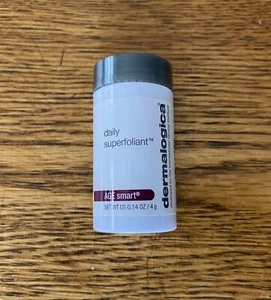 daily
superfoliant™
AGE smart®
NET WT US 0.14 OZ / 4 g
dermalogica®